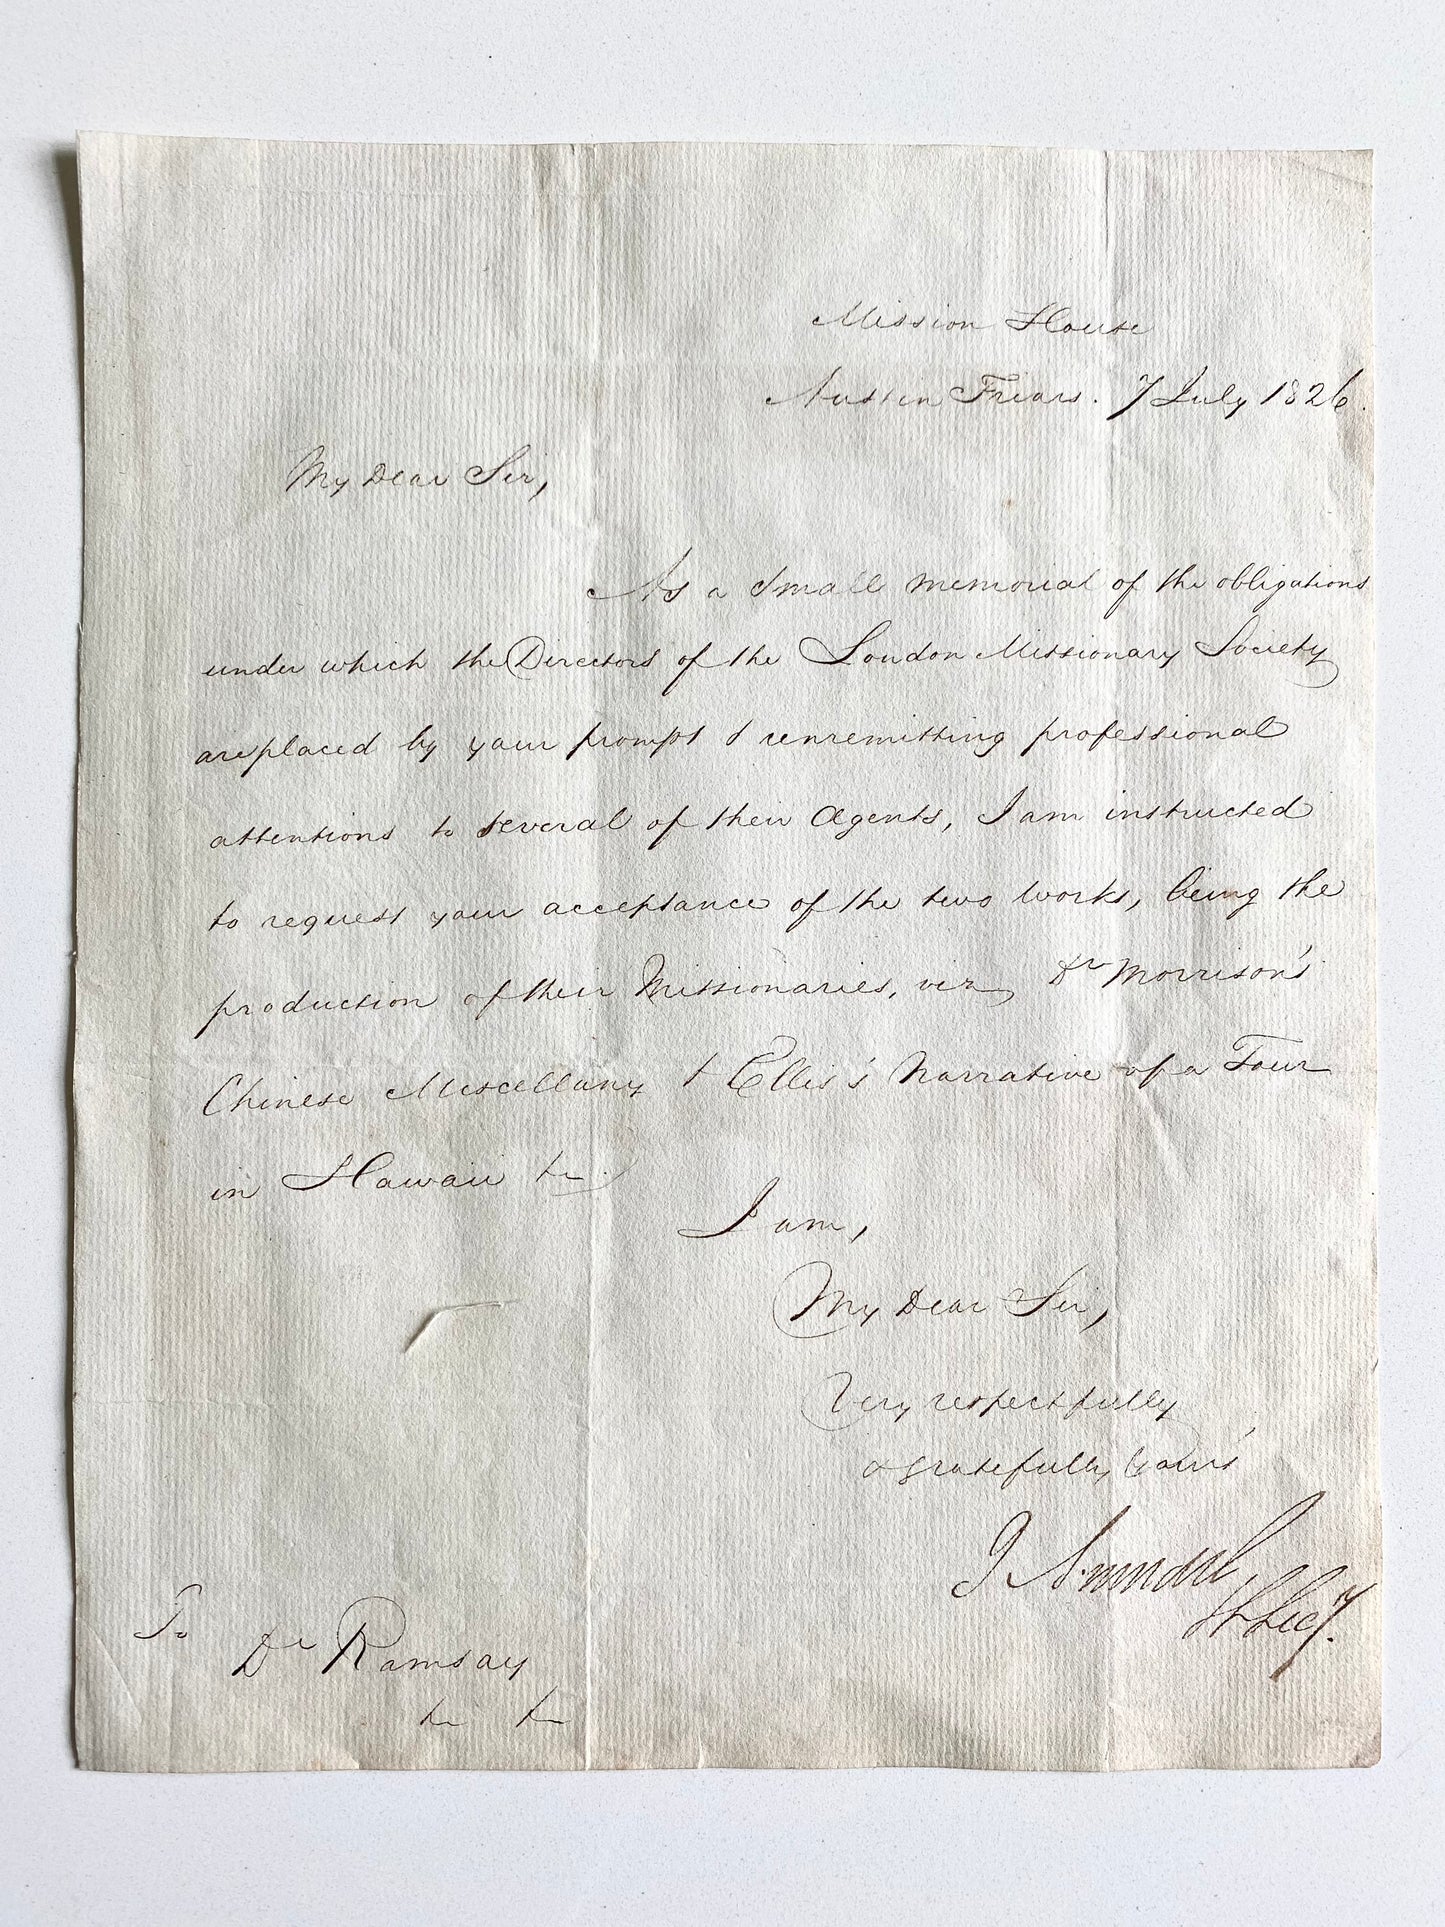 Mission House
Austin Friars. 7 July 1826.
My Dear Sir,
As a small memorial of the obligations
under which the Directors of the London Missionary Society
are placed by your prompt & unremitting professional
attentions to several of their Agents, I am instructed
to request your acceptance of the two works, being the
production of their Missionaries, viz Dr Morrison's
Chinese Miscellany & Ellis's Narrative of a Tour
in Hawaii &c.
I am,
My Dear Sir,
Very respectfully
& gratefully Yours
J Arundel
H Secy.
To
Dr Ramsay
&c &c